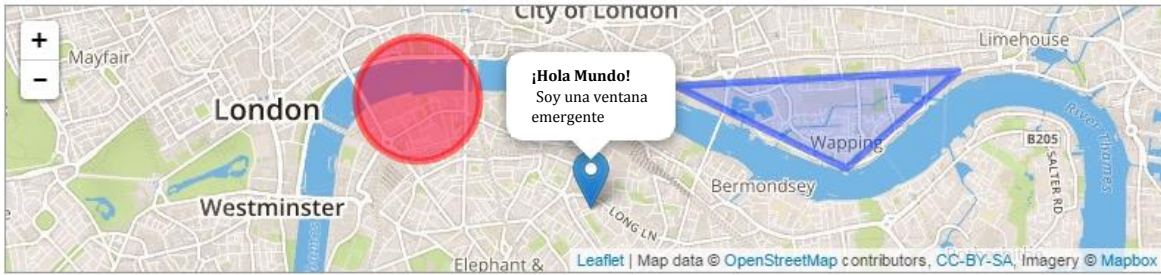 City of London
+
Mayfair
Limehouse
−
¡Hola Mundo!
Soy una ventana
emergente
London
River Thames
B205
Wapping
SALTER RD
Bermondsey
Westminster
LONG LN
Thames
Elephant &
Leaflet | Map data © OpenStreetMap contributors, CC-BY-SA, Imagery © Mapbox